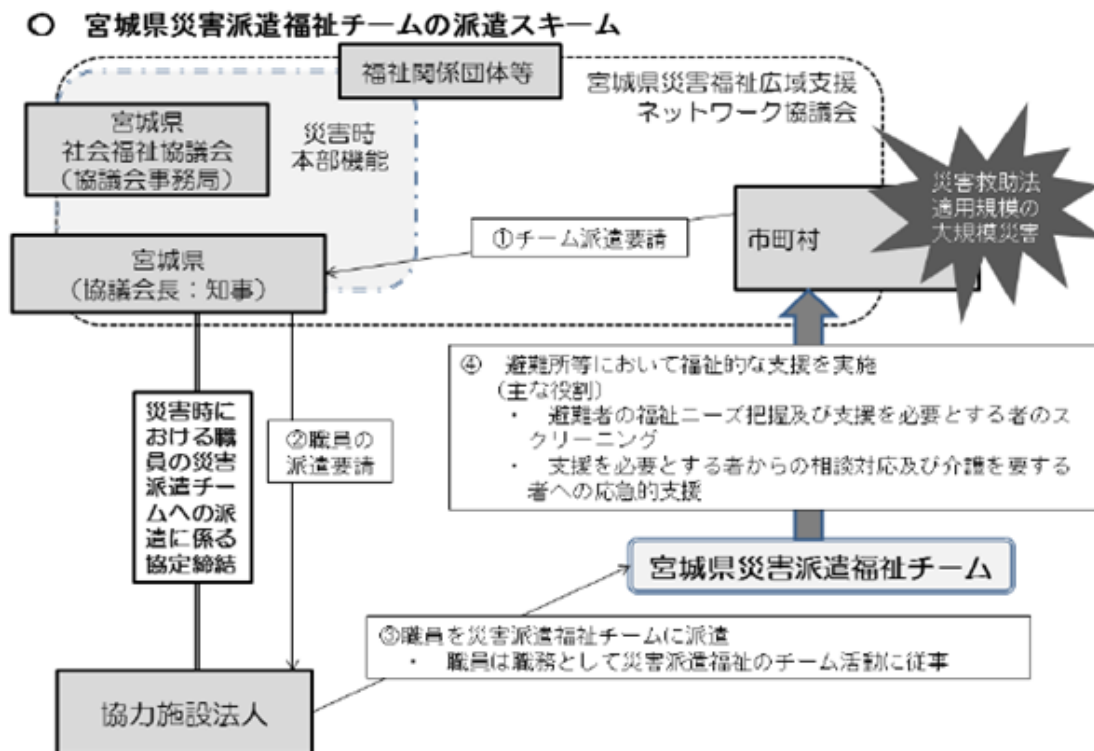 ○ 宮城県災害派遣福祉チームの派遣スキーム
福祉関係団体等
宮城県災害福祉広域支援
ネットワーク協議会
宮城県
社会福祉協議会
（協議会事務局）
災害時
本部機能
災害救助法
適用規模の
大規模災害
市町村
①チーム派遣要請
宮城県
（協議会長：知事）
④ 避難所等において福祉的な支援を実施
（主な役割）
・ 避難者の福祉ニーズ把握及び支援を必要とする者のス
クリーニング
・ 支援を必要とする者からの相談対応及び介護を要する
者への応急的支援
災害時に
おける職
員の災害
派遣チー
ムへの派
遣に係る
協定締結
②職員の
派遣要請
宮城県災害派遣福祉チーム
③職員を災害派遣福祉チームに派遣
・ 職員は職務として災害派遣福祉のチーム活動に従事
協力施設法人